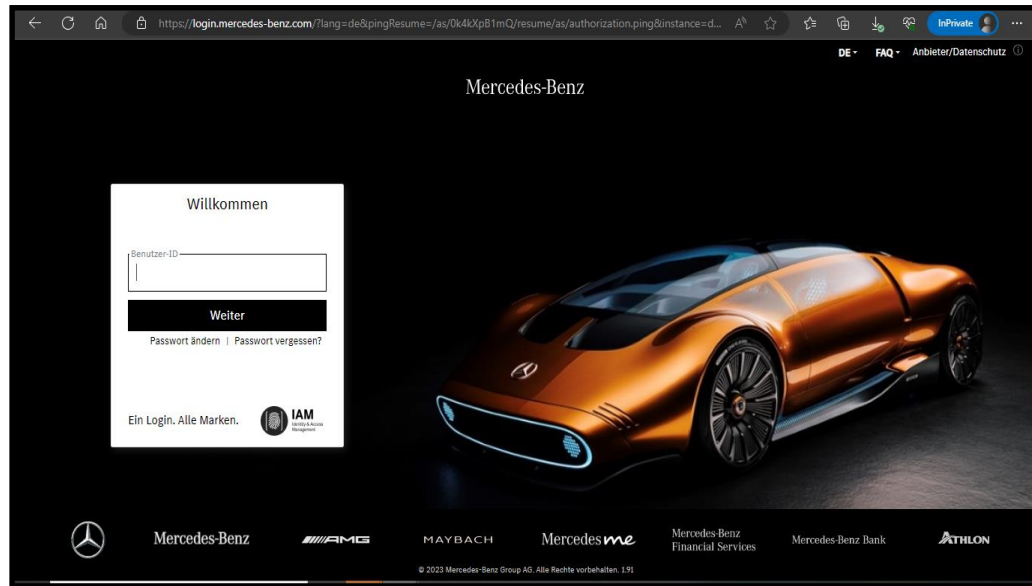 https://login.mercedes-benz.com/?lang=de&pingResume=/as/0k4kXpB1mQ/resume/as/authorization.ping&instance=d...
InPrivate
DE
FAQ
Anbieter/Datenschutz
Mercedes-Benz
Willkommen
Benutzer-ID
Weiter
Passwort ändern | Passwort vergessen?
Ein Login. Alle Marken.
IAM
Identity & Access
Management
Mercedes-Benz
AMG
MAYBACH
Mercedes me
Mercedes-Benz
Financial Services
Mercedes-Benz Bank
ATHLON
© 2023 Mercedes-Benz Group AG. Alle Rechte vorbehalten. 1.91